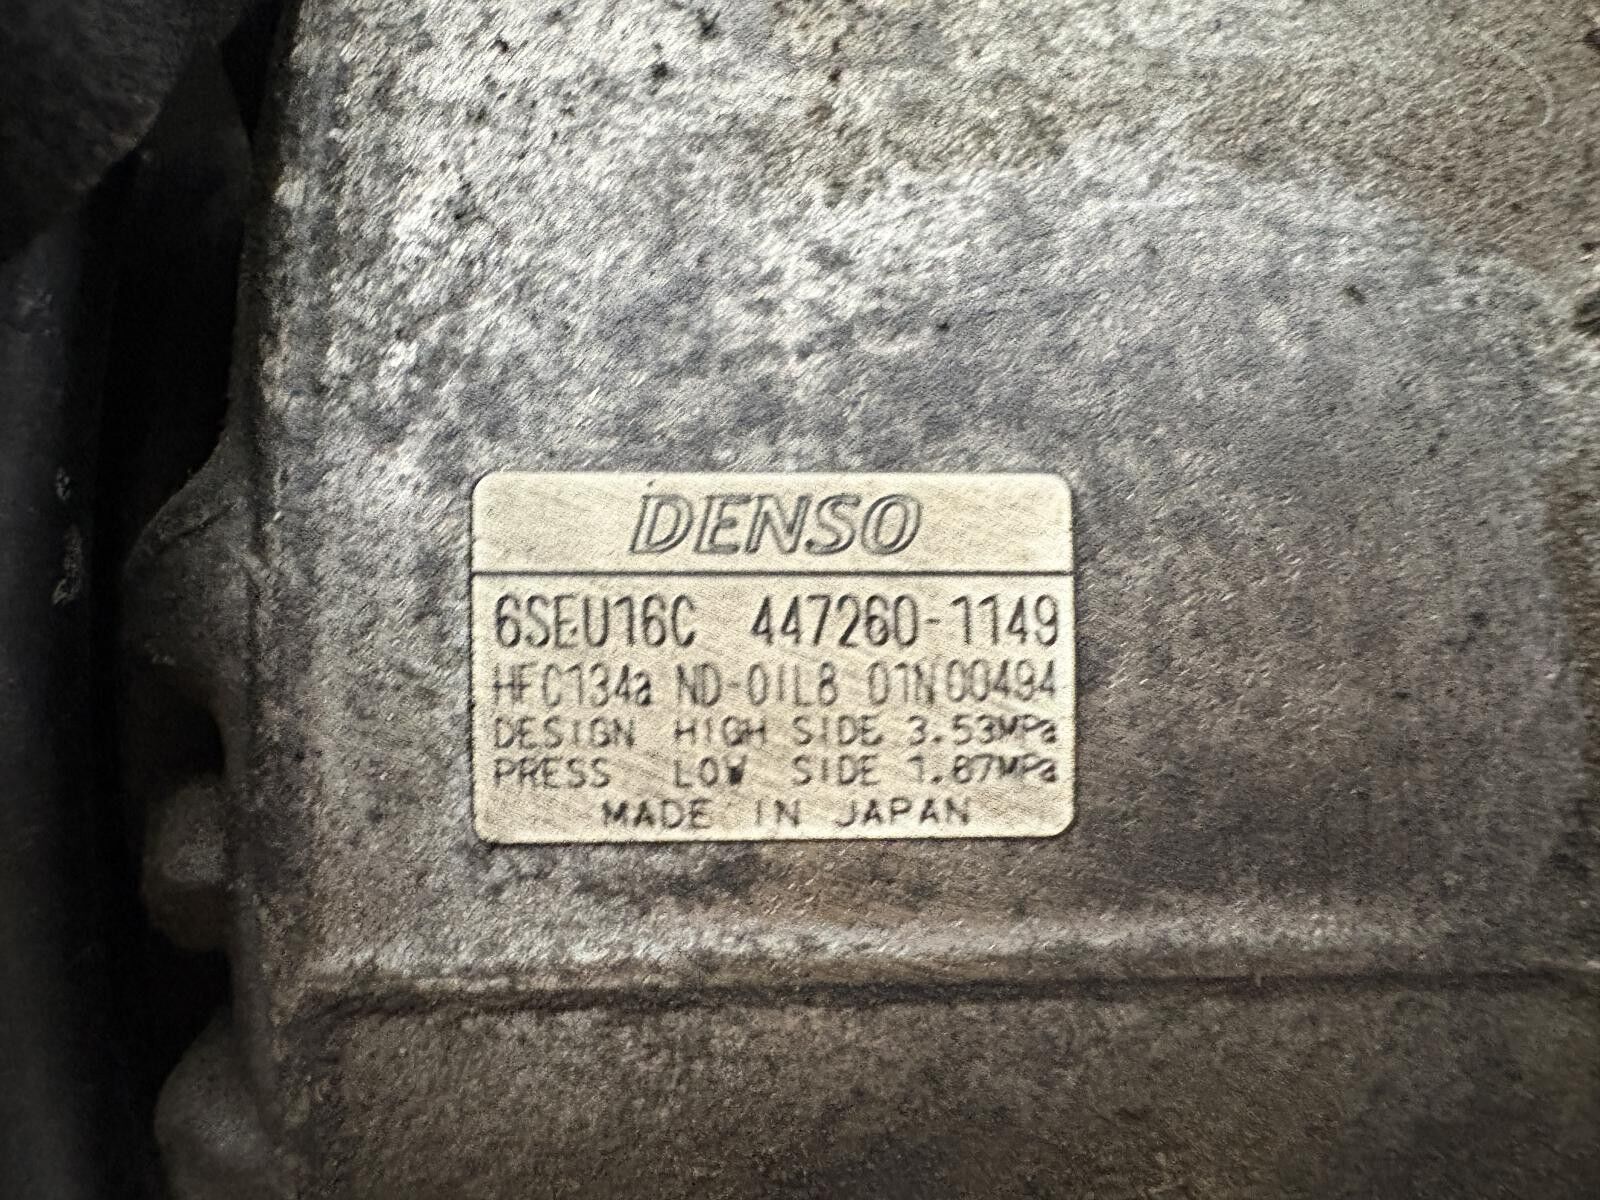 DENSO
6SEU16C 447260-1149
HFC134a ND-OIL8 01N00494
DESIGN HIGH SIDE 3.53MPa
PRESS LOW SIDE 1.87MPa
MADE IN JAPAN